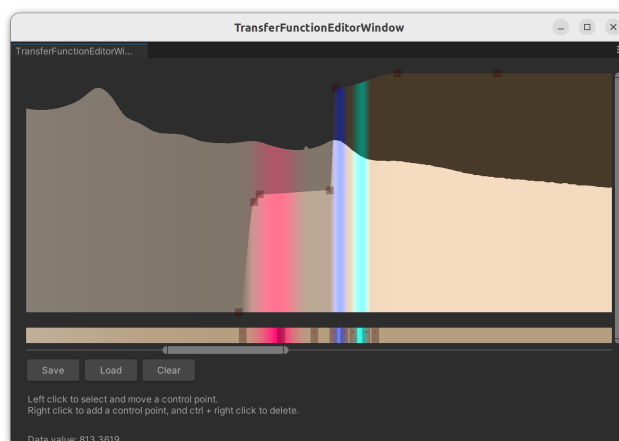 TransferFunctionEditorWindow
TransferFunctionEditorWi...
Save Load Clear
Left click to select and move a control point.
Right click to add a control point, and ctrl + right click to delete.
Data value: 813.3619